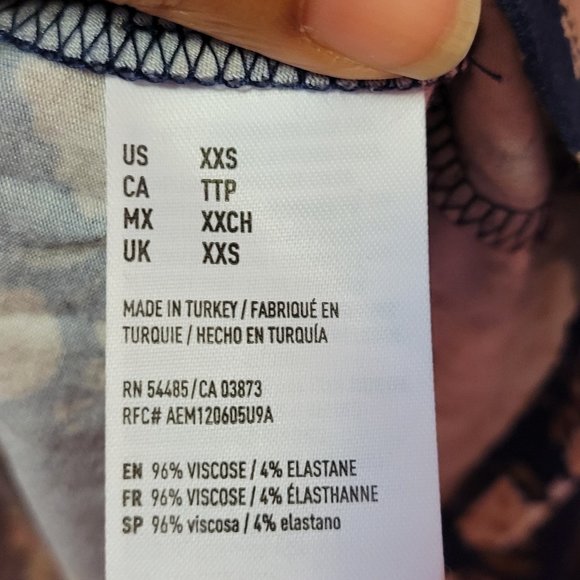 US XXS
CA TTP
MX XXCH
UK XXS
MADE IN TURKEY / FABRIQUÉ EN
TURQUIE / HECHO EN TURQUÍA
RN 54485/CA 03873
RFC# AEM120605U9A
EN 96% VISCOSE / 4% ELASTANE
FR 96% VISCOSE / 4% ÉLASTHANNE
SP 96% viscosa / 4% elastano